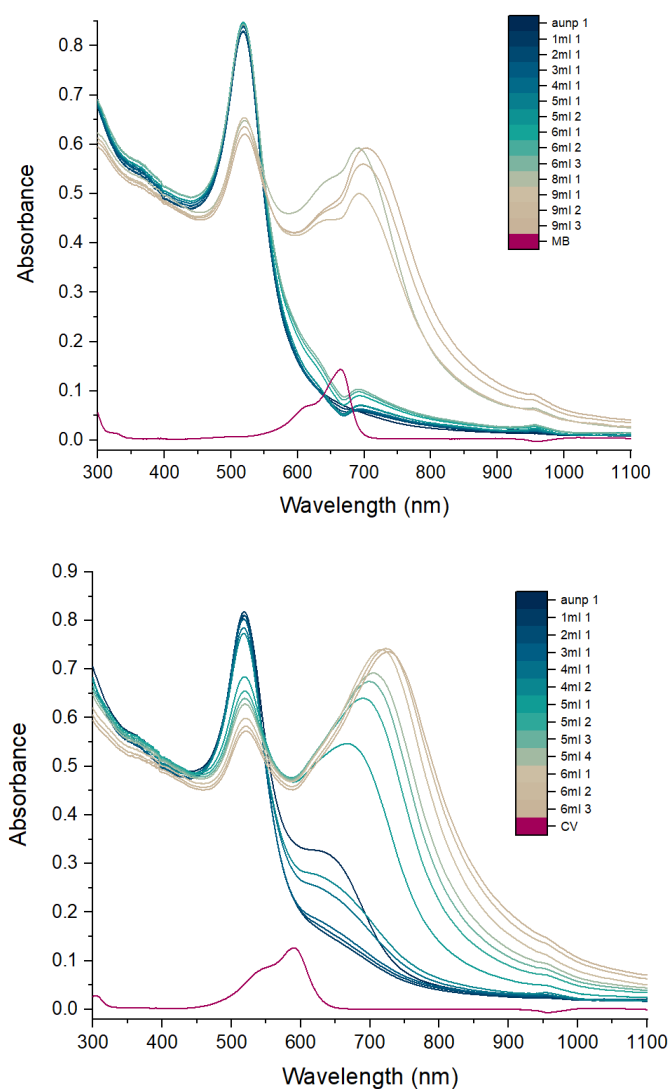 Absorbance
0.8
0.7
0.6
0.5
0.4
0.3
0.2
0.1
0.0
300 400 500 600 700 800 900 1000 1100
Wavelength (nm)
aunp 1
1ml 1
2ml 1
3ml 1
4ml 1
5ml 1
5ml 2
6ml 1
6ml 2
6ml 3
8ml 1
9ml 1
9ml 2
9ml 3
MB
Absorbance
0.9
0.8
0.7
0.6
0.5
0.4
0.3
0.2
0.1
0.0
300 400 500 600 700 800 900 1000 1100
Wavelength (nm)
aunp 1
1ml 1
2ml 1
3ml 1
4ml 1
4ml 2
5ml 1
5ml 2
5ml 3
5ml 4
6ml 1
6ml 2
6ml 3
CV